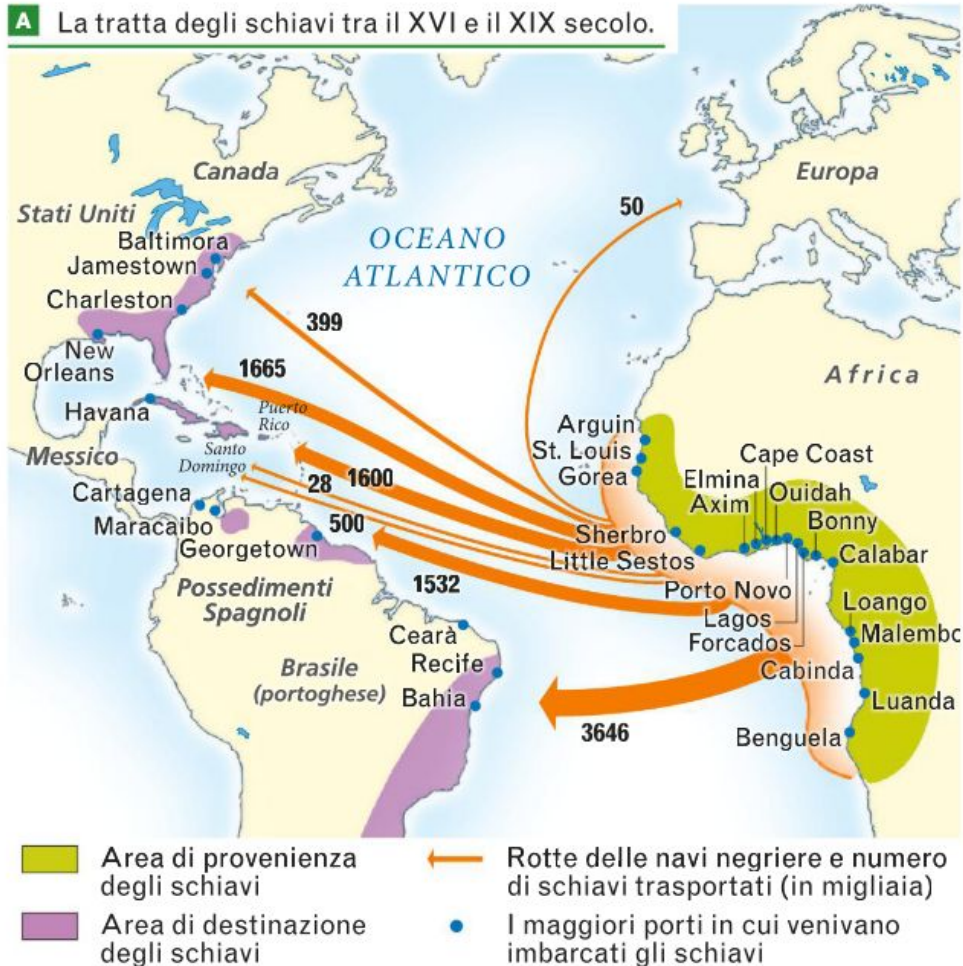 A La tratta degli schiavi tra il XVI e il XIX secolo.
Canada
Europa
Stati Uniti
50
Baltimora
OCEANO
ATLANTICO
Jamestown
Charleston
399
New
Orleans
1665
Africa
Havana
Puerto
Rico
Arguin
St. Louis
Gorea
Messico
Santo
Domingo
Cape Coast
Elmina
Ouidah
Axim
Bonny
Cartagena
28
1600
Maracaibo
500
Sherbro
Calabar
Georgetown
Little Sestos
Possedimenti
Spagnoli
1532
Porto Novo
Loango
Lagos
Malembo
Cearà
Forcados
Recife
Cabinda
Brasile
(portoghese)
Bahia
Luanda
3646
Benguela
Area di provenienza
degli schiavi
Rotte delle navi negriere e numero
di schiavi trasportati (in migliaia)
Area di destinazione
degli schiavi
I maggiori porti in cui venivano
imbarcati gli schiavi